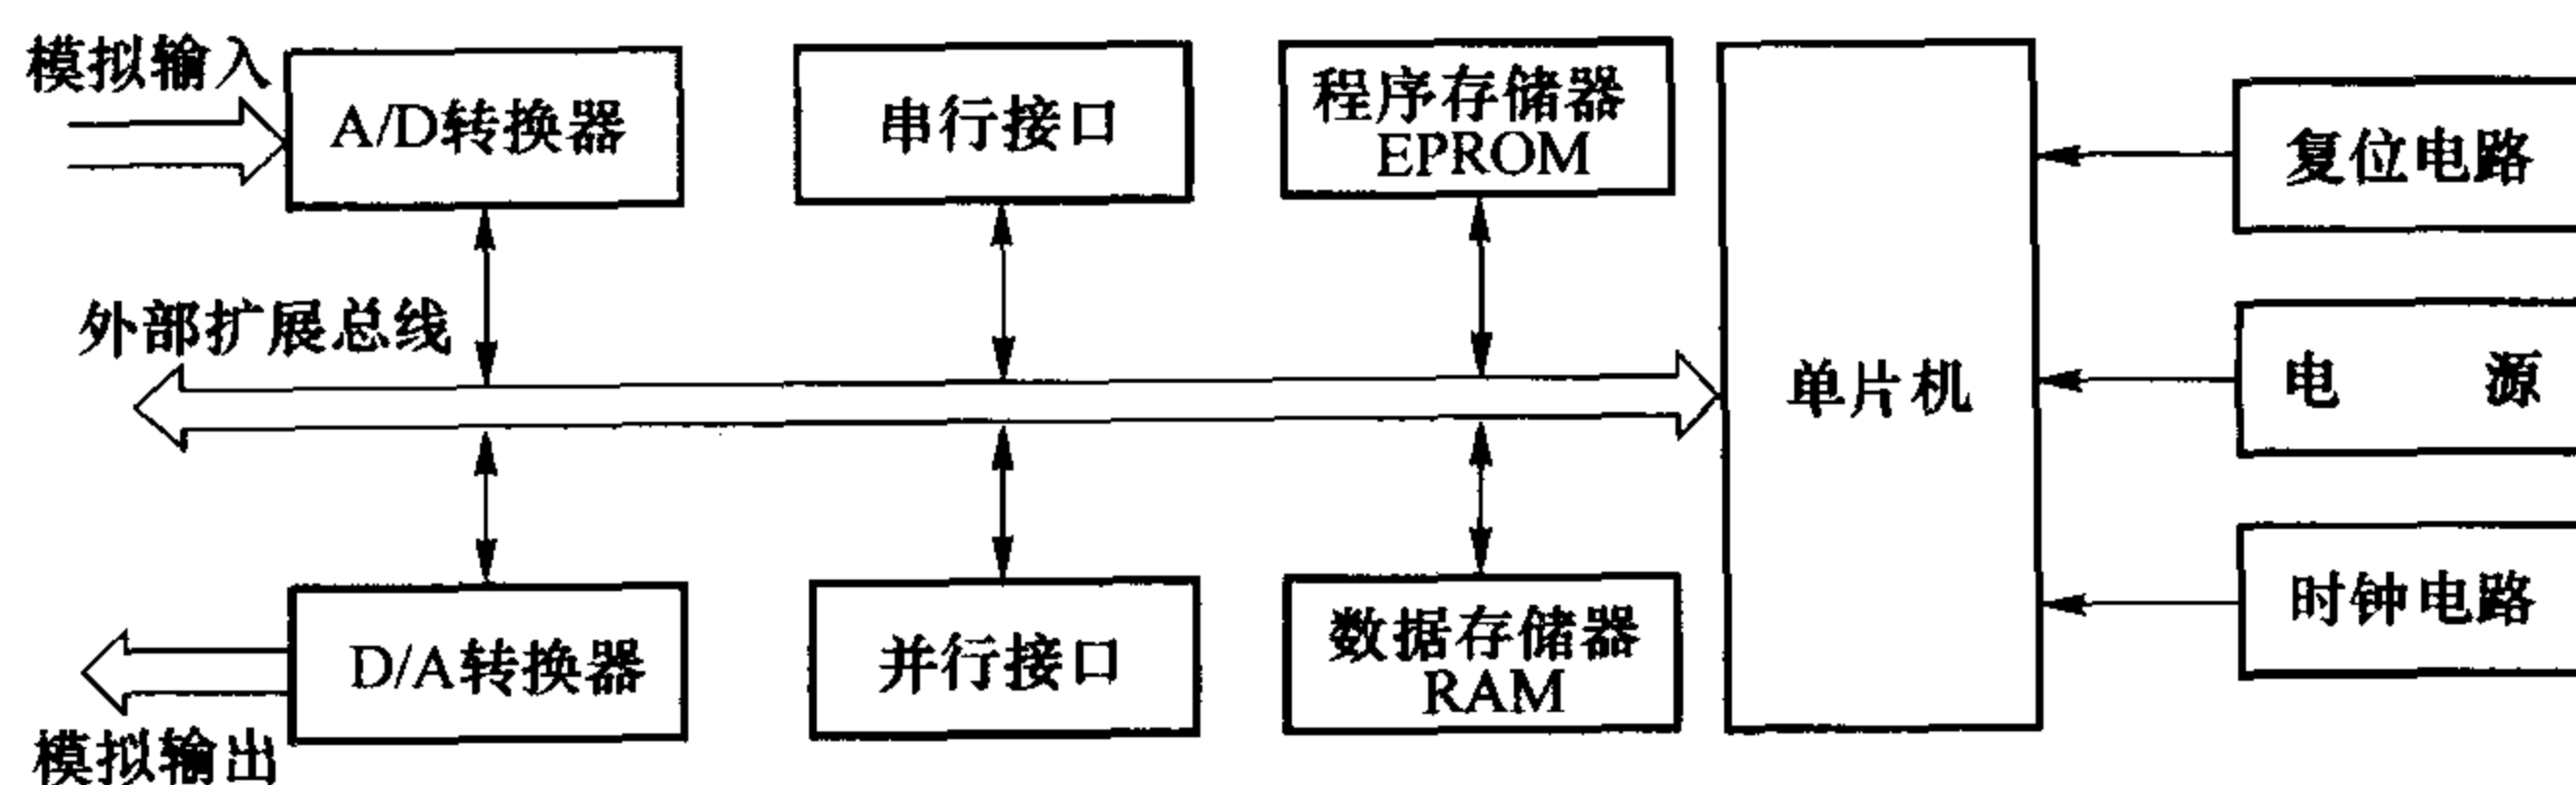 模拟输入
A/D转换器
串行接口
程序存储器
EPROM
复位电路
外部扩展总线
单片机
电 源
时钟电路
D/A转换器
并行接口
数据存储器
RAM
模拟输出